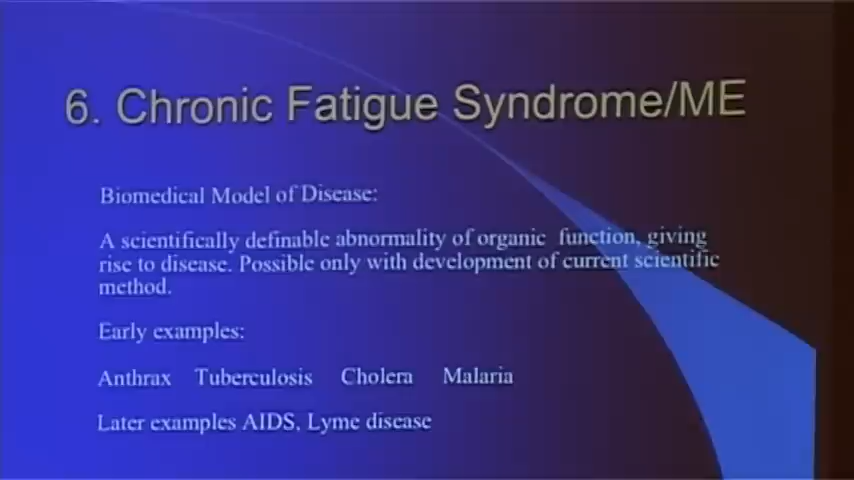 6. Chronic Fatigue Syndrome/ME
Biomedical Model of Disease:
A scientifically definable abnormality of organic function, giving
rise to disease. Possible only with development of current scientific
method.
Early examples:
Anthrax Tuberculosis Cholera Malaria
Later examples AIDS, Lyme disease